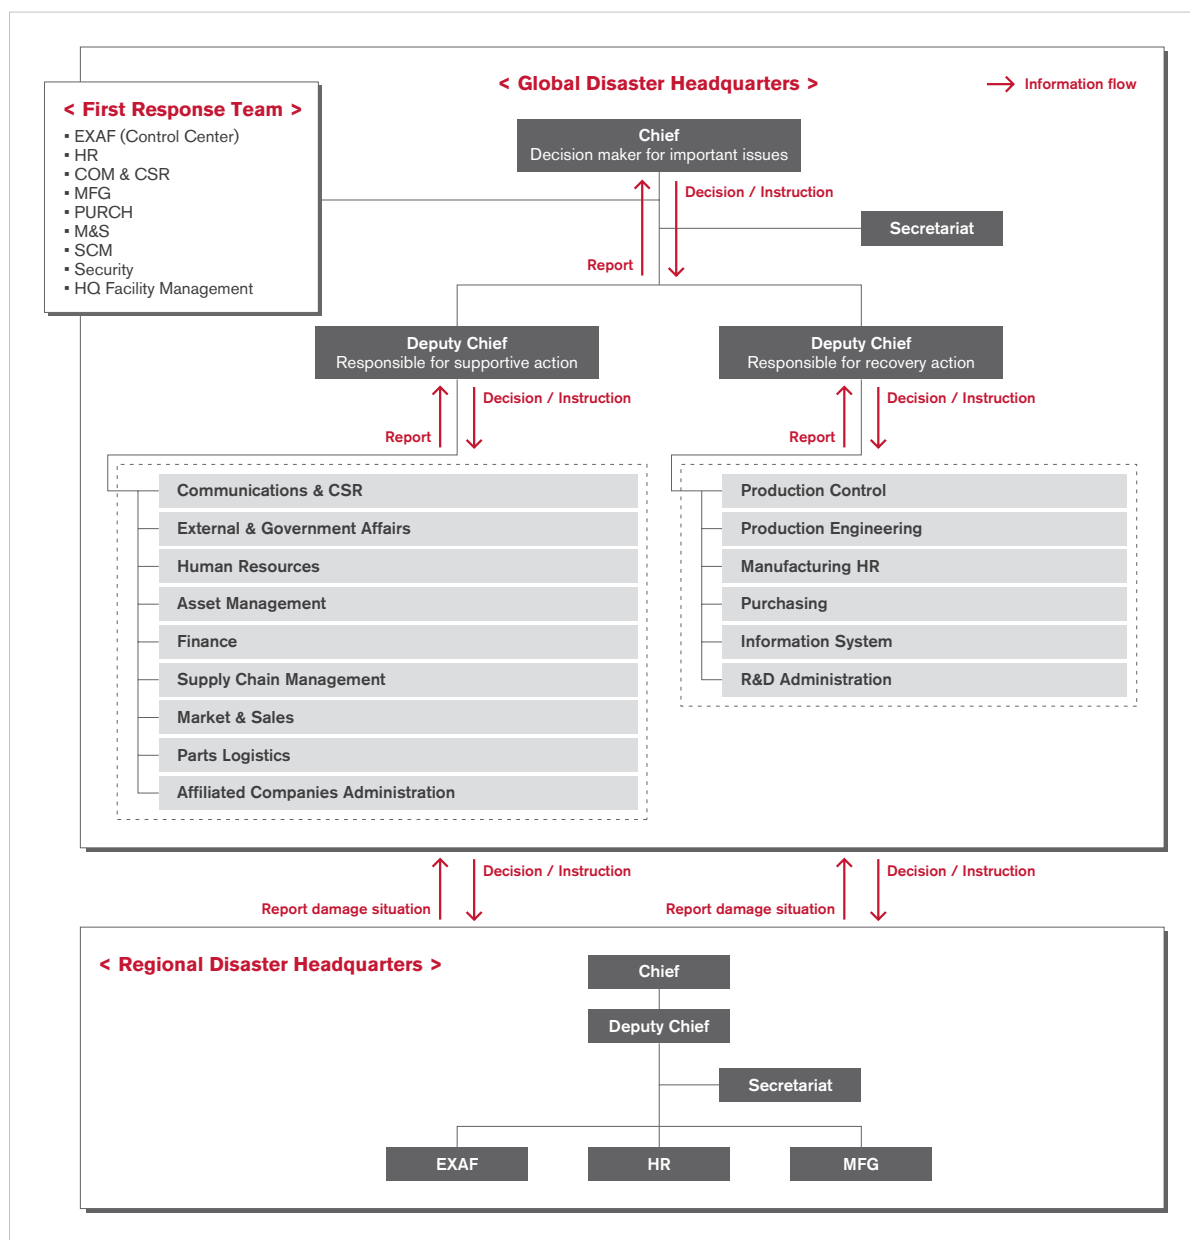 < Global Disaster Headquarters >
Information flow
< First Response Team >
▪ EXAF (Control Center)
▪ HR
▪ COM & CSR
▪ MFG
▪ PURCH
▪ M&S
▪ SCM
▪ Security
▪ HQ Facility Management
Chief
Decision maker for important issues
Decision / Instruction
Secretariat
Report
Deputy Chief
Responsible for supportive action
Deputy Chief
Responsible for recovery action
Decision / Instruction
Report
Decision / Instruction
Report
Communications & CSR
External & Government Affairs
Human Resources
Asset Management
Finance
Supply Chain Management
Market & Sales
Parts Logistics
Affiliated Companies Administration
Production Control
Production Engineering
Manufacturing HR
Purchasing
Information System
R&D Administration
Decision / Instruction
Report damage situation
Decision / Instruction
Report damage situation
< Regional Disaster Headquarters >
Chief
Deputy Chief
Secretariat
EXAF
HR
MFG